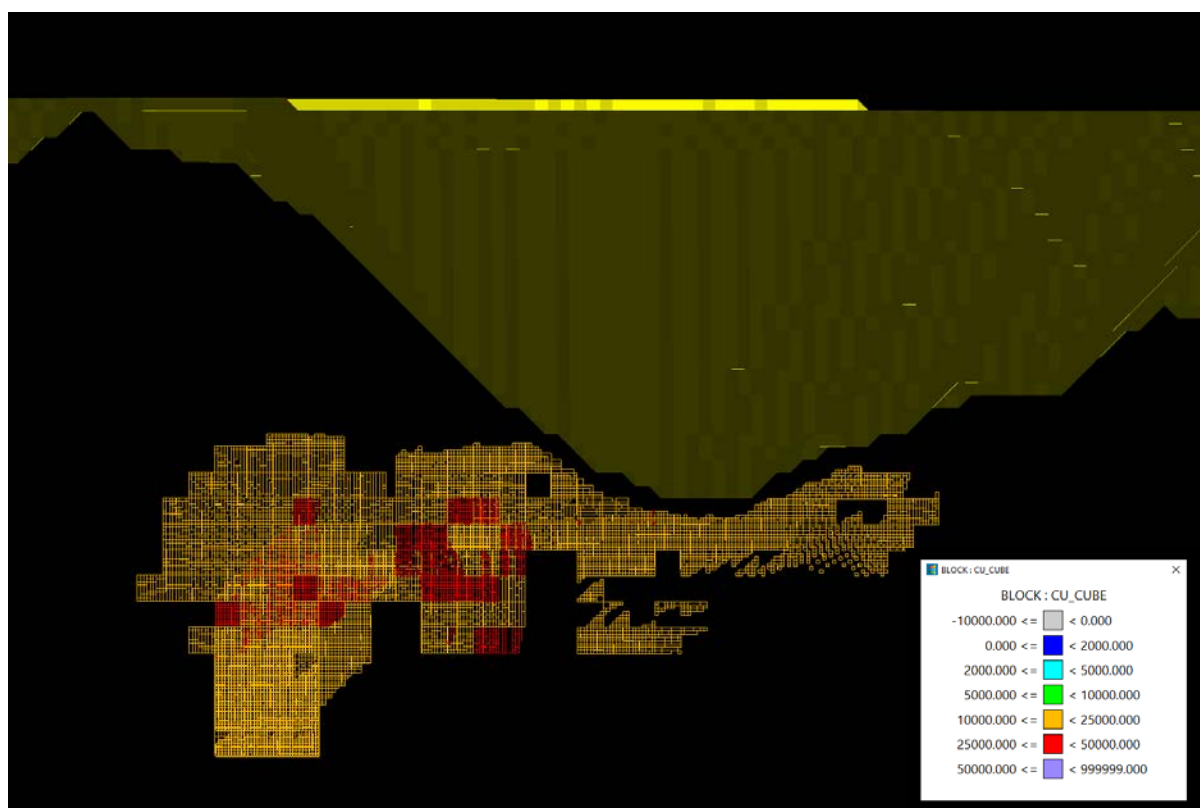 BLOCK : CU_CUBE
BLOCK : CU_CUBE
-10000.000 <= < 0.000
0.000 <= < 2000.000
2000.000 <= < 5000.000
5000.000 <= < 10000.000
10000.000 <= < 25000.000
25000.000 <= < 50000.000
50000.000 <= < 999999.000